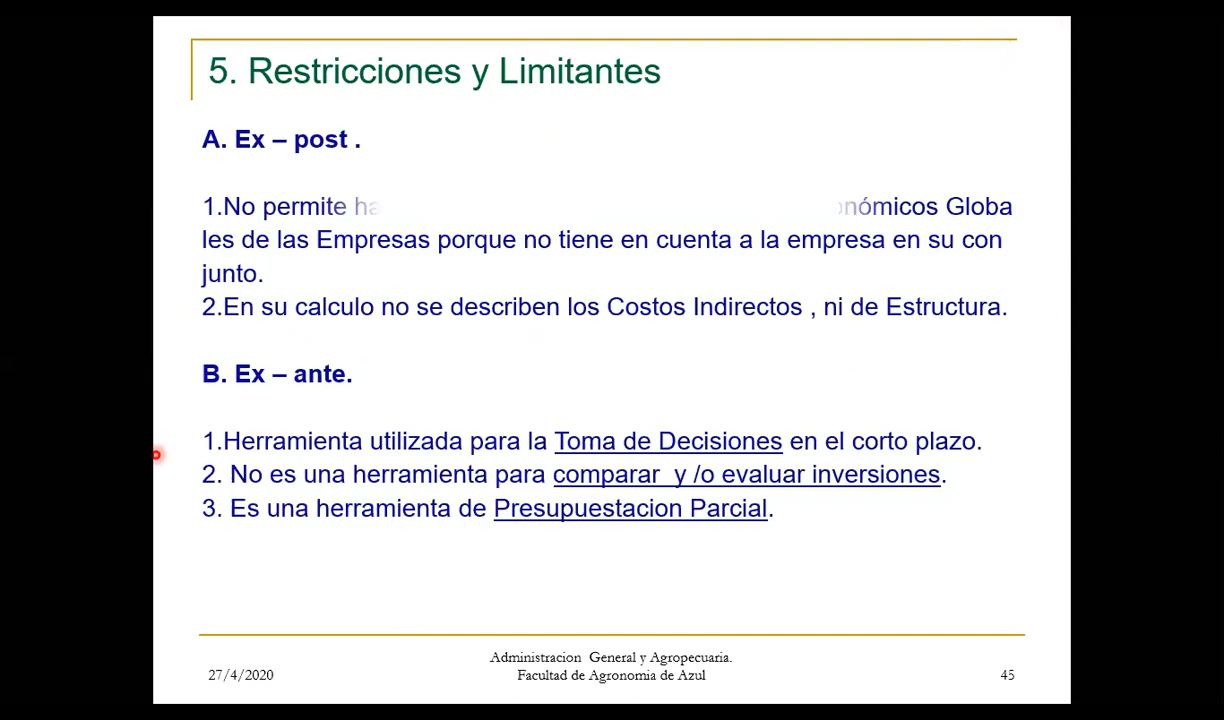 5. Restricciones y Limitantes
A. Ex – post .
1.No permite Globa
les de las Empresas porque no tiene en cuenta a la empresa en su con
junto.
2.En su calculo no se describen los Costos Indirectos , ni de Estructura.
B. Ex – ante.
1.Herramienta utilizada para la Toma de Decisiones en el corto plazo.
2. No es una herramienta para comparar y /o evaluar inversiones.
3. Es una herramienta de Presupuestacion Parcial.
Administracion General y Agropecuaria.
27/4/2020 Facultad de Agronomia de Azul 45